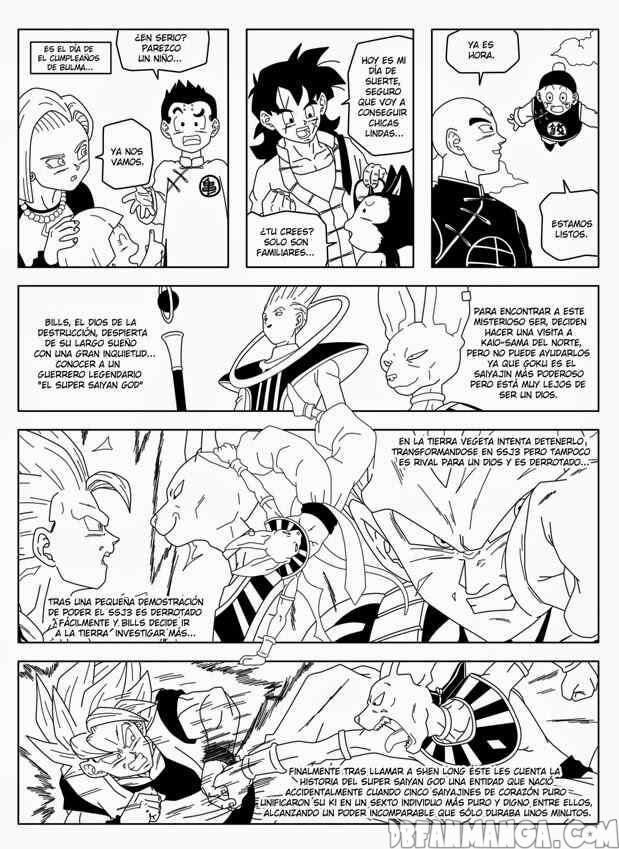 ES EL DÍA DE
EL CUMPLEAÑOS
DE BULMA...
¿EN SERIO?
PAREZCO
UN NIÑO...
YA NOS
VAMOS.
HOY ES MI
DÍA DE
SUERTE,
SEGURO
QUE VOY A
CONSEGUIR
CHICAS
LINDAS...
¿TU CREES?
SOLO SON
FAMILIARES...
YA ES
HORA.
ESTAMOS
LISTOS.
BILLS, EL DIOS DE LA
DESTRUCCIÓN, DESPIERTA
DE SU LARGO SUEÑO
CON UNA GRAN INQUIETUD...
CONOCER A UN
GUERRERO LEGENDARIO
"EL SUPER SAIYAN GOD"
PARA ENCONTRAR A ESTE
MISTERIOSO SER, DECIDEN
HACER UNA VISITA A
KAIO-SAMA DEL NORTE,
PERO NO PUEDE AYUDARLOS
YA QUE GOKU ES EL
SAIYAJIN MÁS PODEROSO
PERO ESTÁ MUY LEJOS DE
SER UN DIOS.
TRAS UNA PEQUEÑA DEMOSTRACIÓN
DE PODER EL SSJ3 ES DERROTADO
FÁCILMENTE Y BILLS DECIDE IR
A LA TIERRA INVESTIGAR MÁS...
EN LA TIERRA VEGETA INTENTA DETENERLO,
TRANSFORMANDOSE EN SSJ3 PERO TAMPOCO
ES RIVAL PARA UN DIOS Y ES DERROTADO...
FINALMENTE TRAS LLAMAR A SHEN LONG ÉSTE LES CUENTA LA
HISTORIA DEL SUPER SAIYAN GOD UNA ENTIDAD QUE NACIÓ
ACCIDENTALMENTE CUANDO CINCO SAIYAJINES DE CORAZÓN PURO
UNIFICARON SU KI EN UN SEXTO INDIVIDUO MÁS PURO Y DIGNO ENTRE ELLOS,
ALCANZANDO UN PODER INCOMPARABLE QUE SÓLO DURABA UNOS MINUTOS.
DBFANMANGA.COM